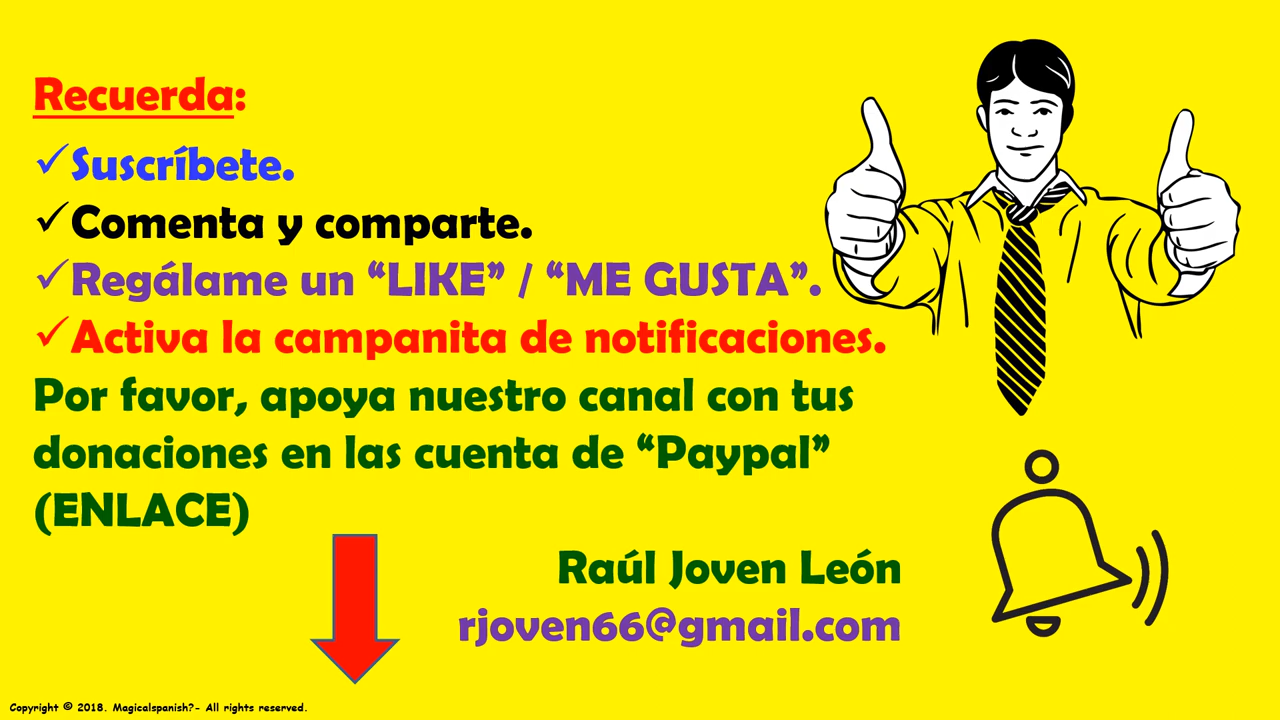 Recuerda:
✓Suscríbete.
✓Comenta y comparte.
✓Regálame un “LIKE” / “ME GUSTA”.
✓Activa la campanita de notificaciones.
Por favor, apoya nuestro canal con tus
donaciones en las cuenta de “Paypal”
(ENLACE)
Raúl Joven León
rjoven66@gmail.com
Copyright © 2018. Magicalspanish?- All rights reserved.